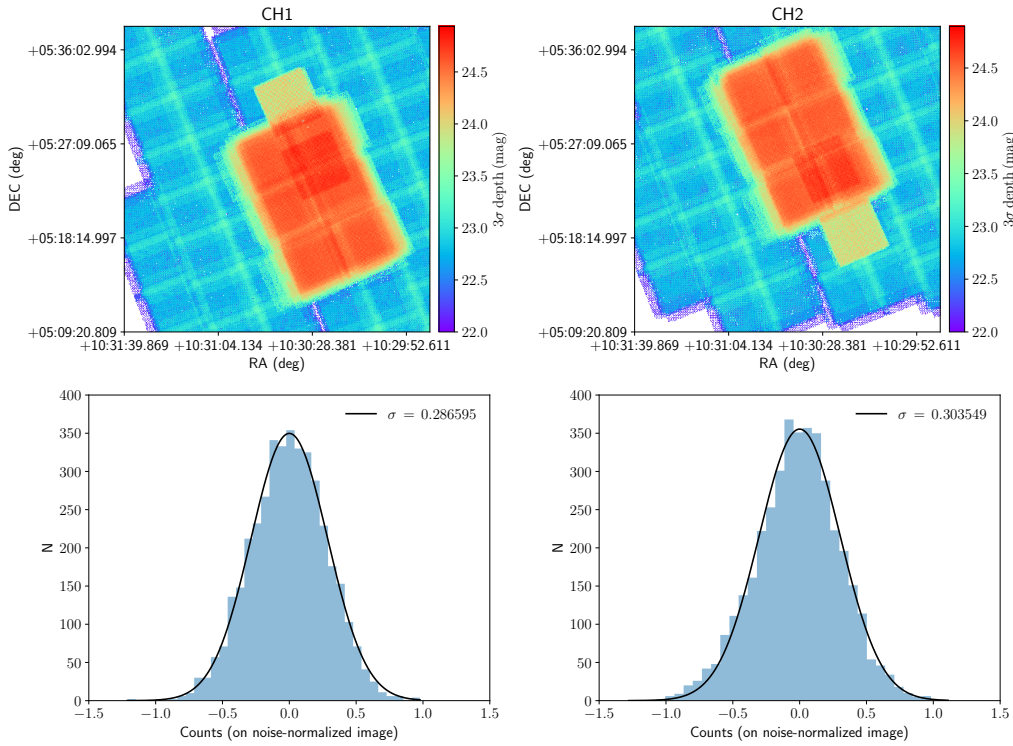 CH1
CH2
+05:36:02.994
+05:27:09.065
+05:18:14.997
+05:09:20.809
DEC (deg)
+10:31:39.869 +10:31:04.134 +10:30:28.381 +10:29:52.611
RA (deg)
24.5
24.0
23.5
23.0
22.5
22.0
3σ depth (mag)
+05:36:02.994
+05:27:09.065
+05:18:14.997
+05:09:20.809
DEC (deg)
+10:31:39.869 +10:31:04.134 +10:30:28.381 +10:29:52.611
RA (deg)
24.5
24.0
23.5
23.0
22.5
22.0
3σ depth (mag)
400
350
300
250
200
150
100
50
0
N
σ = 0.286595
−1.5 −1.0 −0.5 0.0 0.5 1.0 1.5
Counts (on noise-normalized image)
400
350
300
250
200
150
100
50
0
N
σ = 0.303549
−1.5 −1.0 −0.5 0.0 0.5 1.0 1.5
Counts (on noise-normalized image)